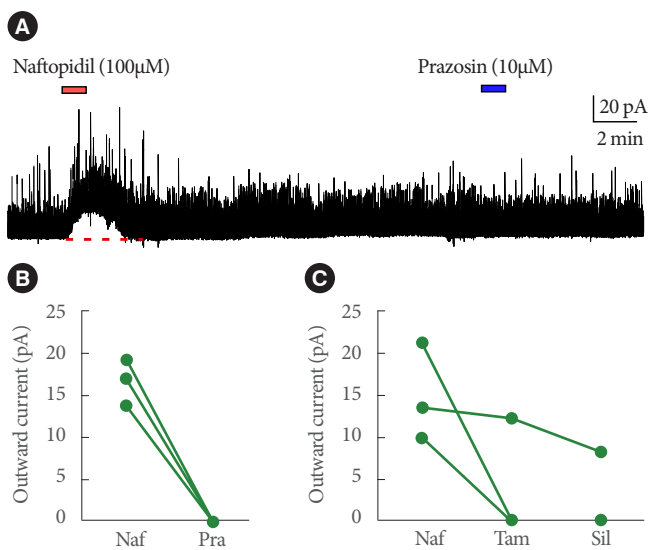 A
Naftopidil (100μM)
Prazosin (10μM)
20 pA
2 min
B
Outward current (pA)
25
20
15
10
5
0
Naf
Pra
C
Outward current (pA)
25
20
15
10
5
0
Naf
Tam
Sil